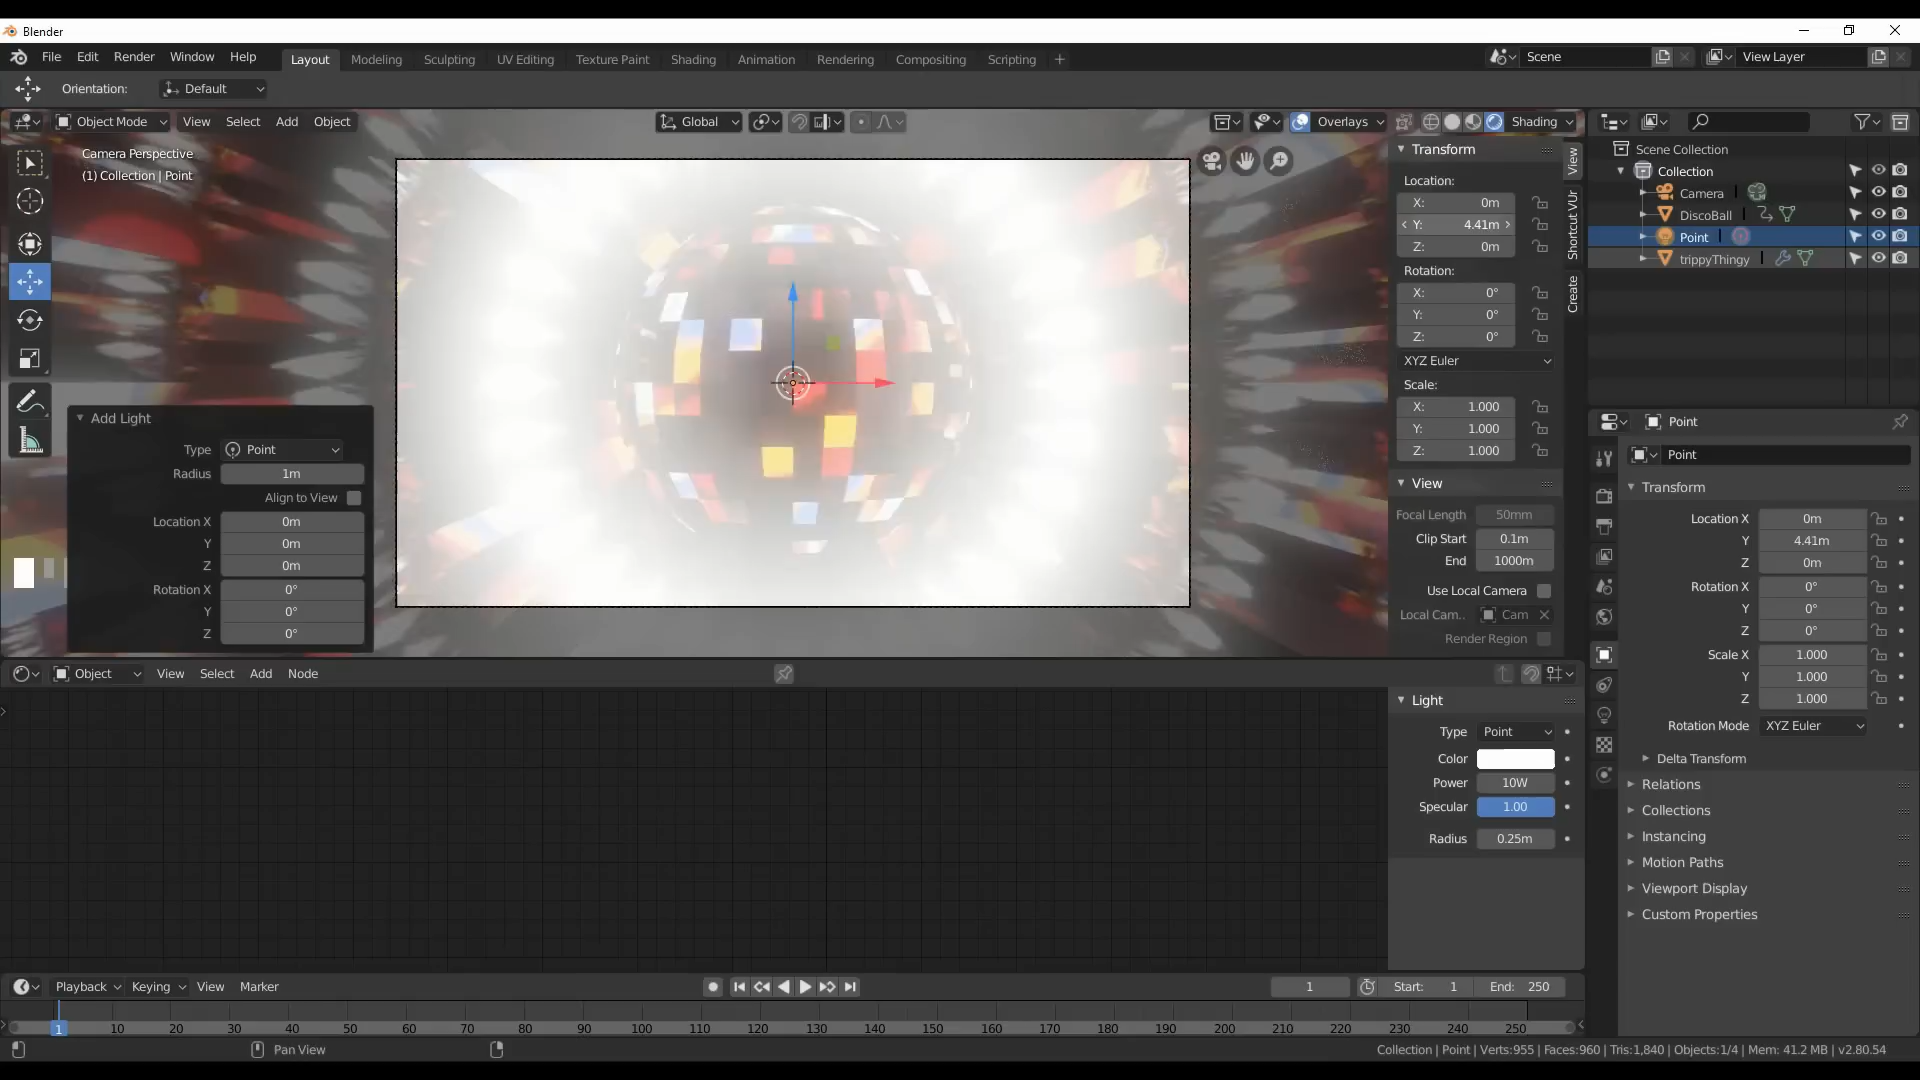 Blender
File Edit Render Window Help Layout Modeling Sculpting UV Editing Texture Paint Shading Animation Rendering Compositing Scripting + Scene View Layer
Orientation: Default
Object Mode View Select Add Object Global Overlays Shading
Camera Perspective
(1) Collection | Point
Add Light
Type Point
Radius 1m
Align to View
Location X 0m
Y 0m
Z 0m
Rotation X 0°
Y 0°
Z 0°
Transform
Location:
X: 0m
Y: 4.41m
Z: 0m
Rotation:
X: 0°
Y: 0°
Z: 0°
XYZ Euler
Scale:
X: 1.000
Y: 1.000
Z: 1.000
View
Focal Length 50mm
Clip Start 0.1m
End 1000m
Use Local Camera
Local Cam.. Cam
Render Region
View
Shortcut VUr
Create
Scene Collection
Collection
Camera
DiscoBall
Point
trippyThingy
Point
Point
Transform
Location X 0m
Y 4.41m
Z 0m
Rotation X 0°
Y 0°
Z 0°
Scale X 1.000
Y 1.000
Z 1.000
Rotation Mode XYZ Euler
Delta Transform
Relations
Collections
Instancing
Motion Paths
Viewport Display
Custom Properties
Object View Select Add Node
Light
Type Point
Color
Power 10W
Specular 1.00
Radius 0.25m
Playback Keying View Marker 1 Start: 1 End: 250
1 10 20 30 40 50 60 70 80 90 100 110 120 130 140 150 160 170 180 190 200 210 220 230 240 250
Pan View
Collection | Point | Verts:955 | Faces:960 | Tris:1,840 | Objects:1/4 | Mem: 41.2 MB | v2.80.54